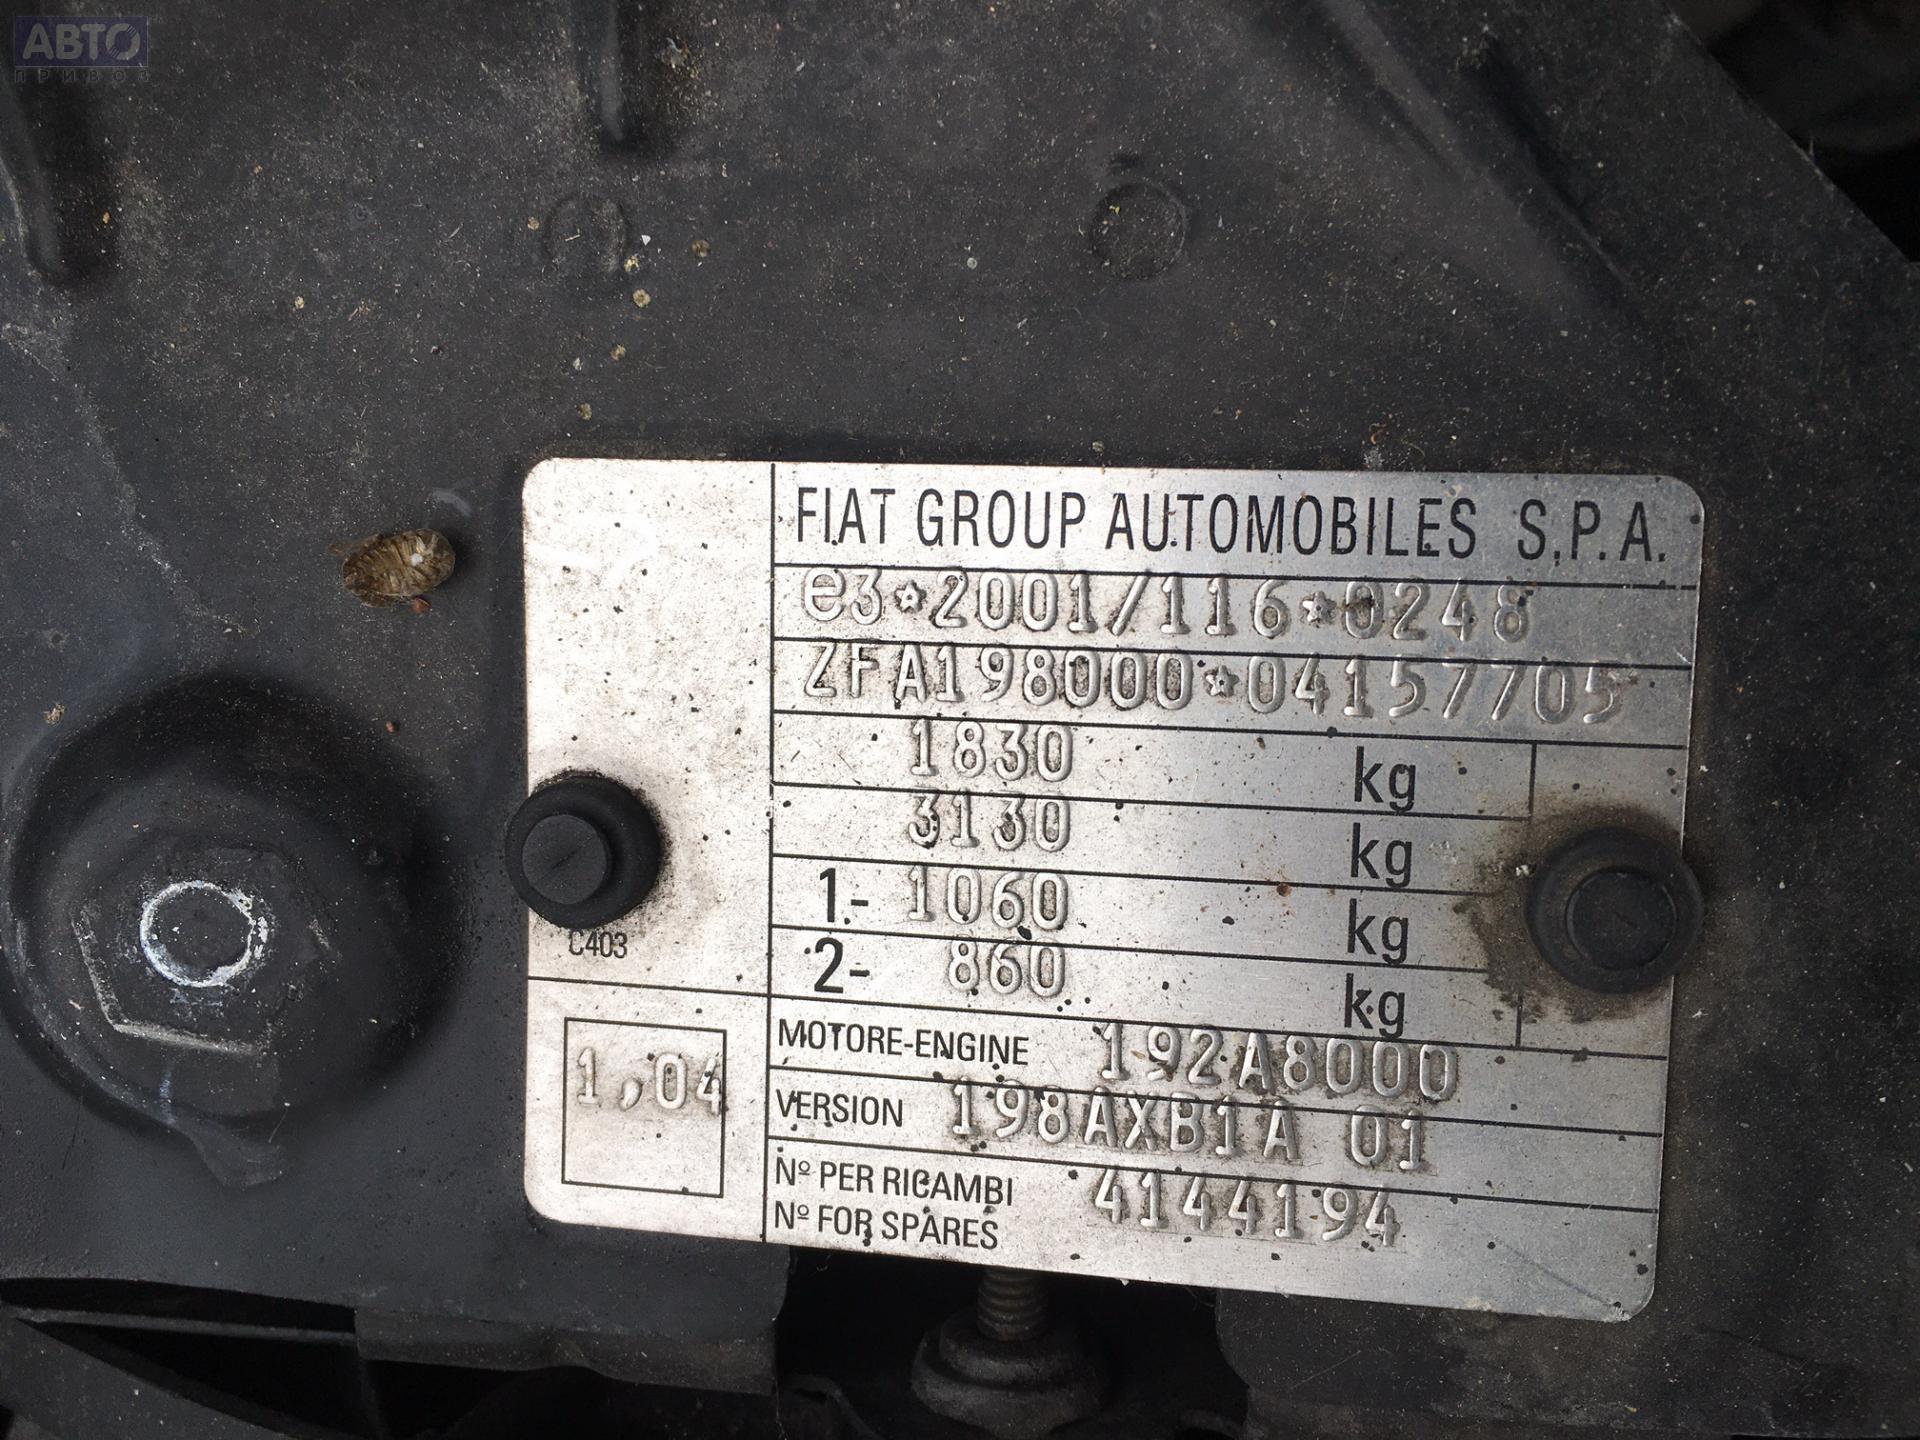 АВТО
ПРИВОЗ
FIAT GROUP AUTOMOBILES S.P.A.
e3*2001/116*0248
ZFA198000*04157705
1830 kg
3130 kg
1- 1060 kg
2- 860 kg
C403
MOTORE-ENGINE 192A8000
1,04
VERSION 198AXB1A 01
Nº PER RICAMBI 4144194
Nº FOR SPARES